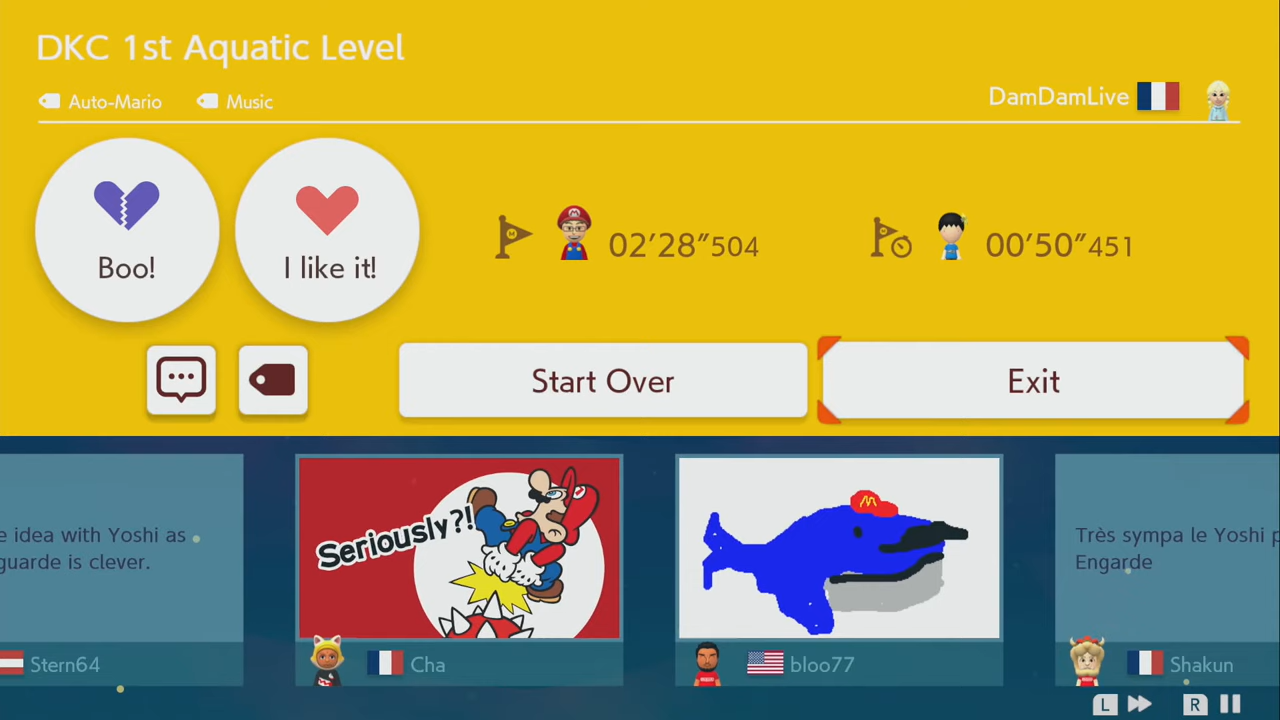 DKC 1st Aquatic Level
Auto-Mario
Music
DamDamLive
Boo!
I like it!
02'28"504
00'50"451
Start Over
Exit
e idea with Yoshi as
guarde is clever.
Seriously?!
Très sympa le Yoshi p
Engarde
Stern64
Cha
bloo77
Shakun
L
R